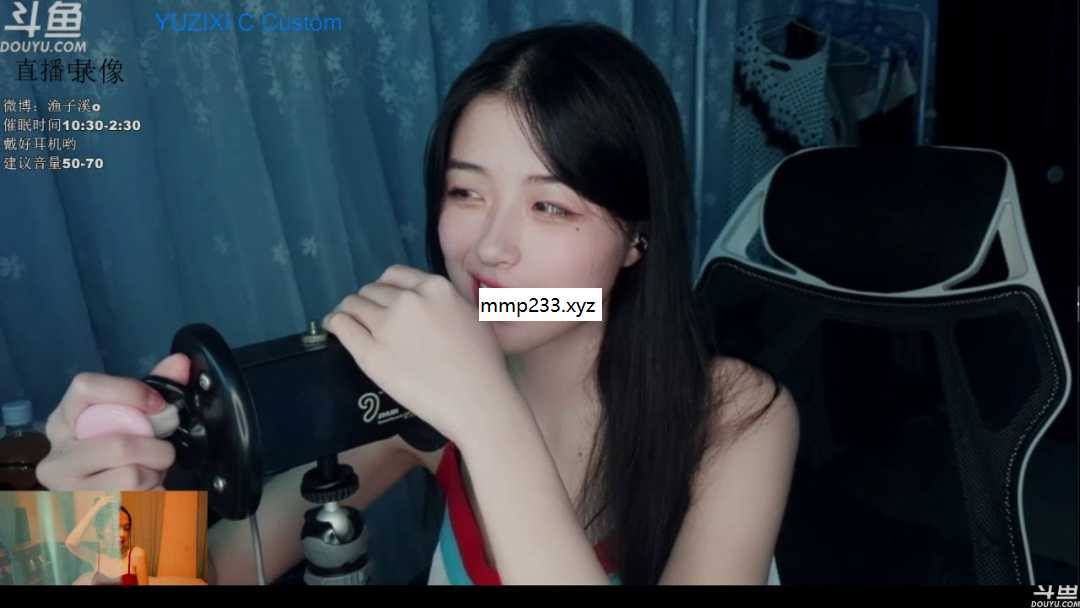 斗鱼
DOUYU.COM
YUZIXI C Custom
直播录像
微博：渔子溪o
催眠时间10:30-2:30
戴好耳机哟
建议音量50-70
mmp233.xyz
斗鱼
DOUYU.COM